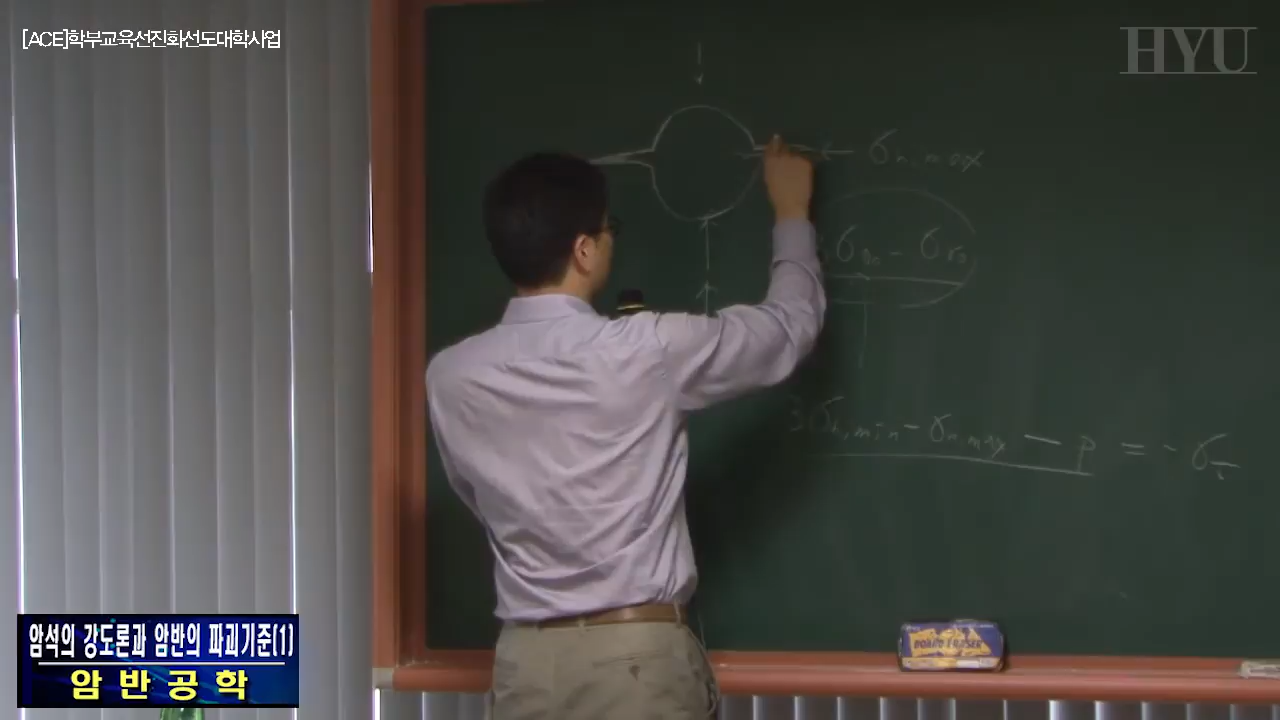 [ACE]학부교육선진화선도대학사업
HYU
σh,max
3σh,min - σh,max - p = - σt
암석의 강도론과 암반의 파괴기준(1)
암반공학